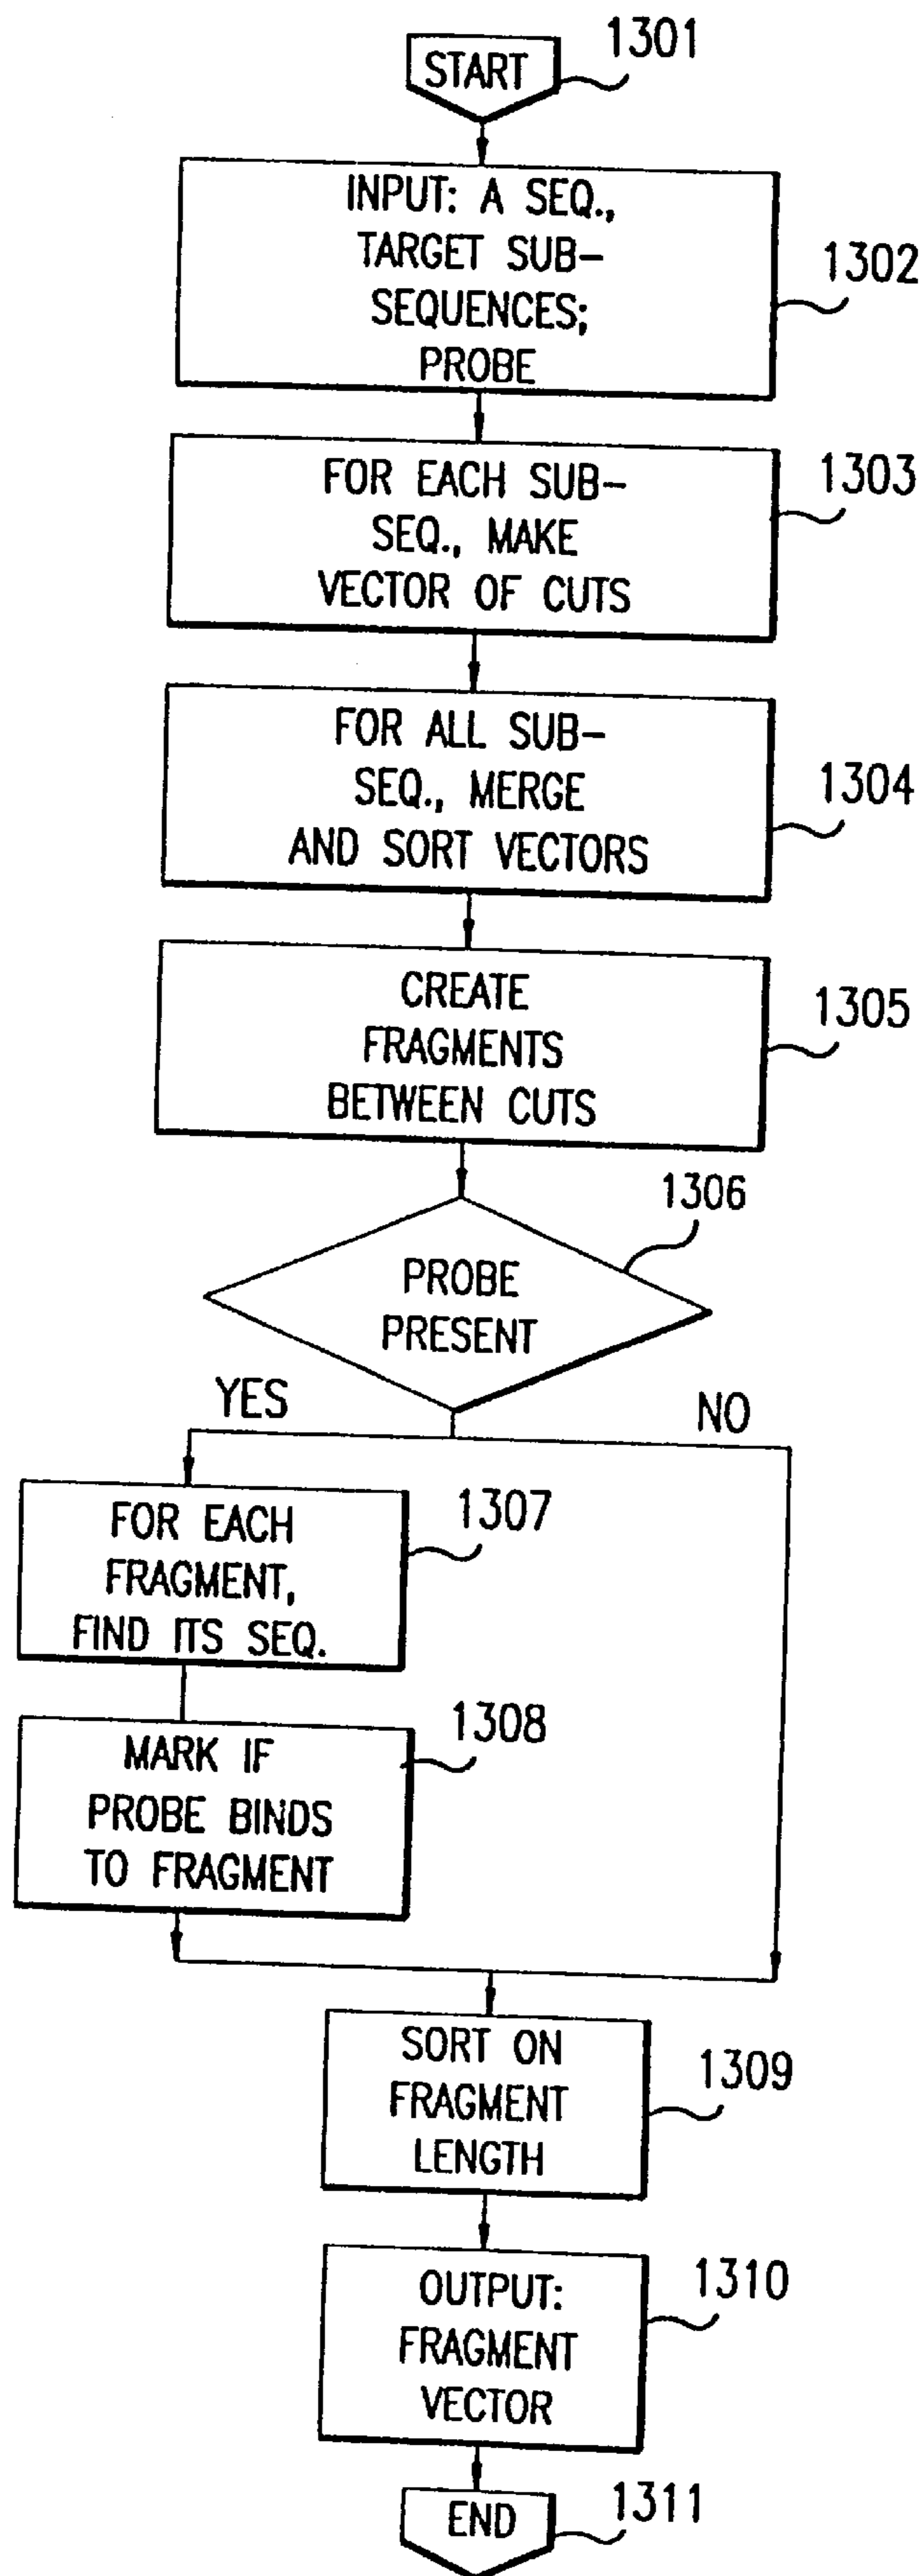 START
1301
INPUT: A SEQ.,
TARGET SUB-
SEQUENCES;
PROBE
1302
FOR EACH SUB-
SEQ., MAKE
VECTOR OF CUTS
1303
FOR ALL SUB-
SEQ., MERGE
AND SORT VECTORS
1304
CREATE
FRAGMENTS
BETWEEN CUTS
1305
PROBE
PRESENT
1306
YES
NO
FOR EACH
FRAGMENT,
FIND ITS SEQ.
1307
MARK IF
PROBE BINDS
TO FRAGMENT
1308
SORT ON
FRAGMENT
LENGTH
1309
OUTPUT:
FRAGMENT
VECTOR
1310
END
1311